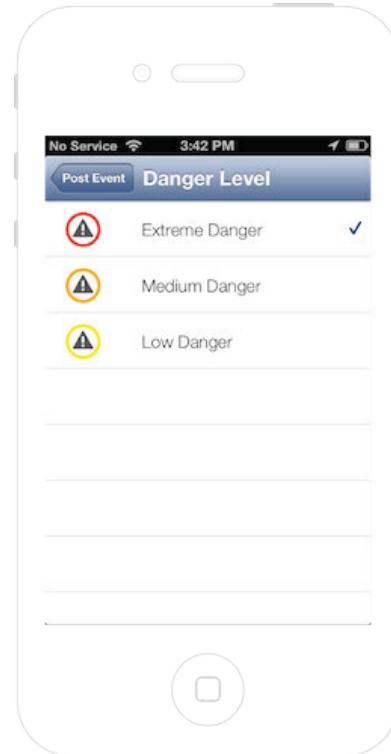 No Service 3:42 PM
Post Event Danger Level
Extreme Danger
Medium Danger
Low Danger